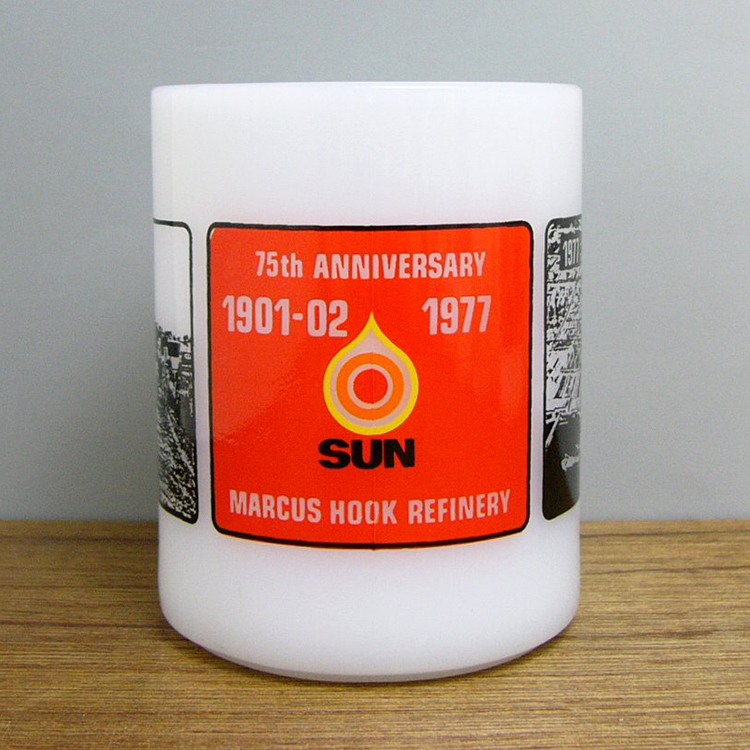 75th ANNIVERSARY
1901-02 1977
SUN
MARCUS HOOK REFINERY
1977